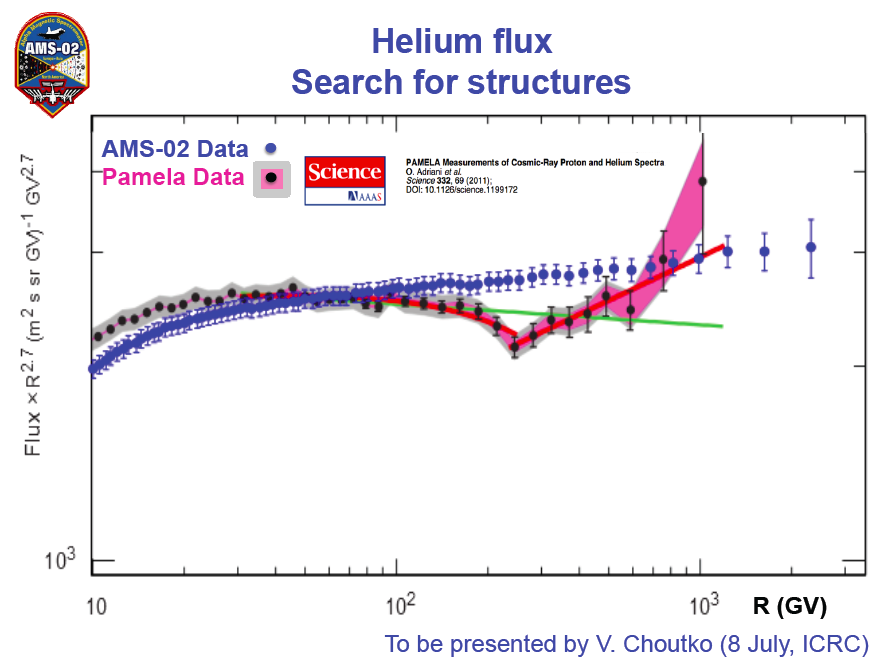 Helium flux
Search for structures
AMS-02
AMS-02 Data
Pamela Data
Science
AAAS
PAMELA Measurements of Cosmic-Ray Proton and Helium Spectra
O. Adriani et al.
Science 332, 69 (2011);
DOI: 10.1126/science.1199172
Flux × R^2.7 (m^2 s sr GV)^-1 GV^2.7
10^3
10
10^2
10^3
R (GV)
To be presented by V. Choutko (8 July, ICRC)